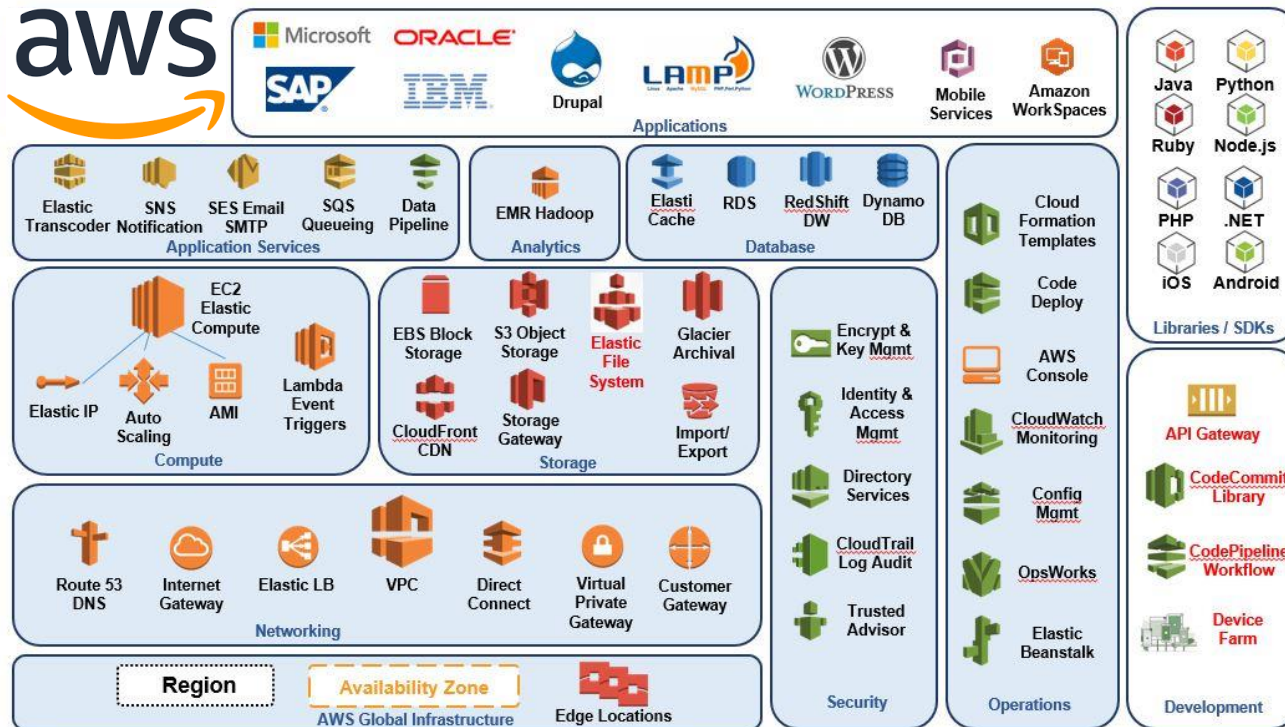 aws
Microsoft
ORACLE
SAP
IBM
Drupal
LAMP
Linux Apache MySQL PHP,Perl,Python
WORDPRESS
Mobile
Services
Amazon
WorkSpaces
Applications
Java
Python
Ruby
Node.js
PHP
.NET
iOS
Android
Libraries / SDKs
Elastic
Transcoder
SNS
Notification
SES Email
SMTP
SQS
Queueing
Data
Pipeline
Application Services
EMR Hadoop
Analytics
Elasti
Cache
RDS
RedShift
DW
Dynamo
DB
Database
EC2
Elastic
Compute
Elastic IP
Auto
Scaling
AMI
Lambda
Event
Triggers
Compute
EBS Block
Storage
S3 Object
Storage
Elastic
File
System
Glacier
Archival
CloudFront
CDN
Storage
Gateway
Import/
Export
Storage
Route 53
DNS
Internet
Gateway
Elastic LB
VPC
Direct
Connect
Virtual
Private
Gateway
Customer
Gateway
Networking
Region
Availability Zone
Edge Locations
AWS Global Infrastructure
Encrypt &
Key Mgmt
Identity &
Access
Mgmt
Directory
Services
CloudTrail
Log Audit
Trusted
Advisor
Security
Cloud
Formation
Templates
Code
Deploy
AWS
Console
CloudWatch
Monitoring
Config
Mgmt
OpsWorks
Elastic
Beanstalk
Operations
API Gateway
CodeCommit
Library
CodePipeline
Workflow
Device
Farm
Development